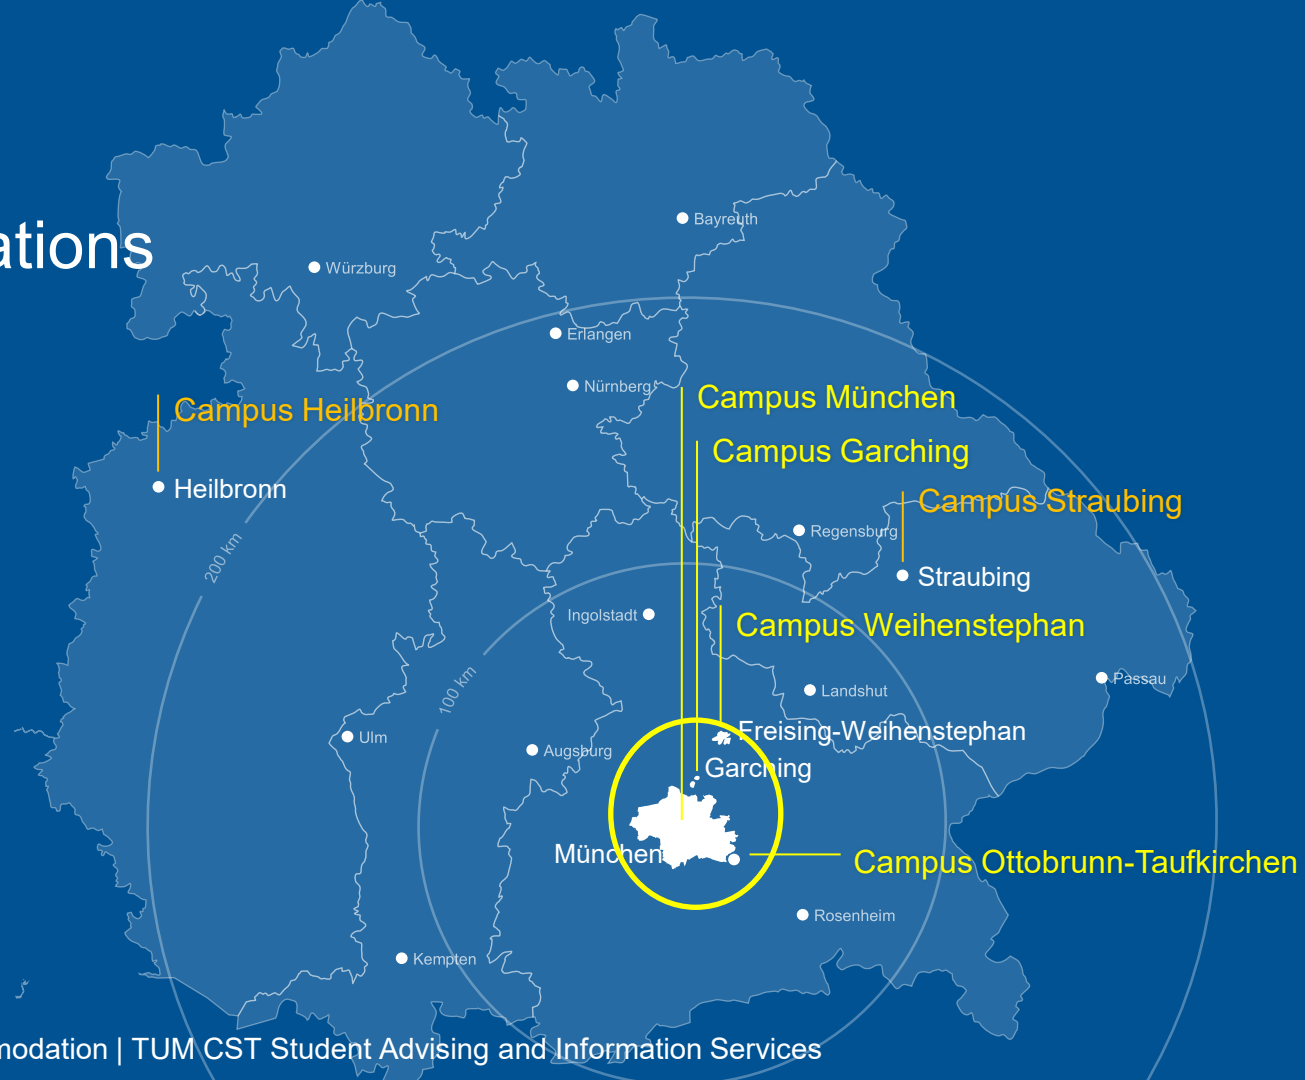 Bayreuth
ations
Würzburg
Erlangen
Nürnberg
Campus München
Campus Heilbronn
Campus Garching
Heilbronn
Campus Straubing
Regensburg
200 km
Straubing
Ingolstadt
Campus Weihenstephan
100 km
Landshut
Passau
Freising-Weihenstephan
Ulm
Augsburg
Garching
München
Campus Ottobrunn-Taufkirchen
Rosenheim
Kempten
modation | TUM CST Student Advising and Information Services